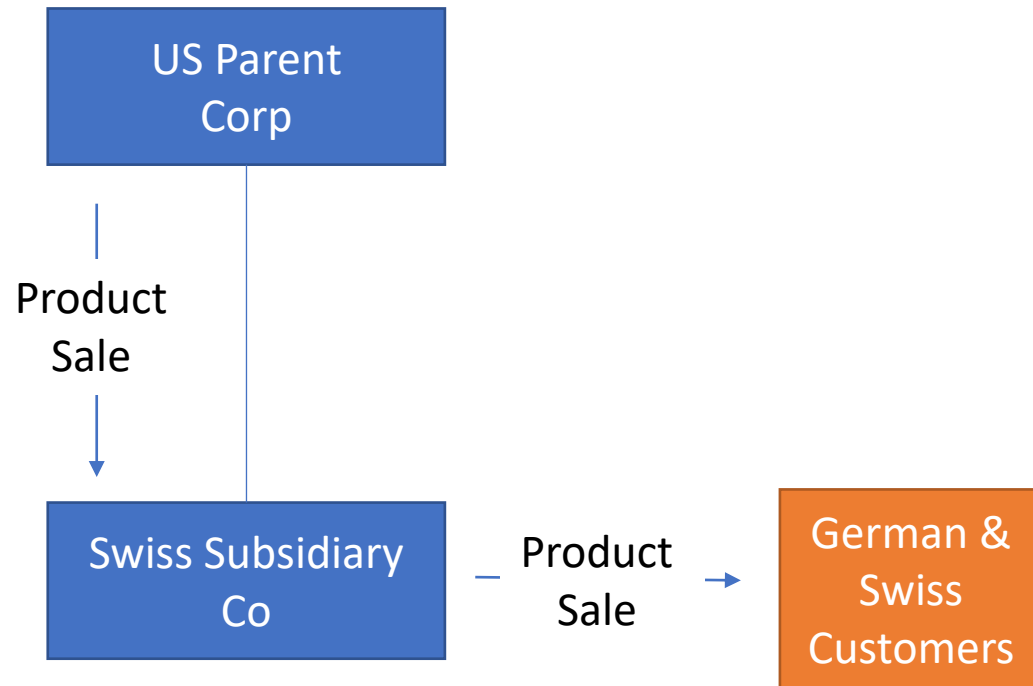 US Parent
Corp
Product
Sale
Swiss Subsidiary
Co
Product
Sale
German &
Swiss
Customers